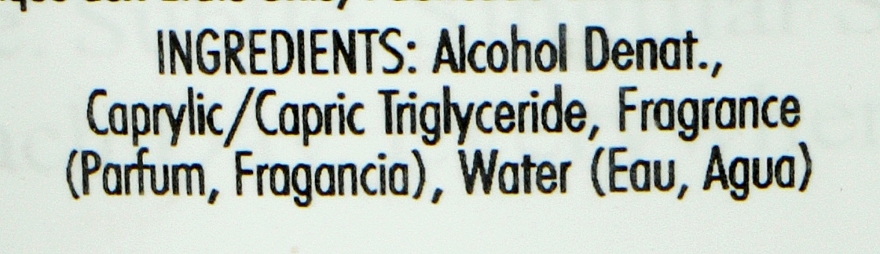 INGREDIENTS: Alcohol Denat.,
Caprylic/Capric Triglyceride, Fragrance
(Parfum, Fragancia), Water (Eau, Agua)